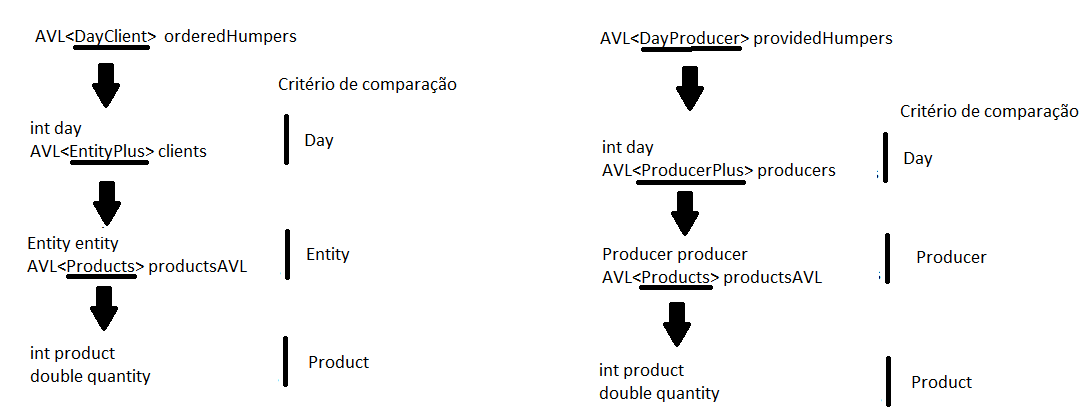 AVL<DayClient> orderedHumpers
Critério de comparação
int day
AVL<EntityPlus> clients
Day
Entity entity
AVL<Products> productsAVL
Entity
int product
double quantity
Product
AVL<DayProducer> providedHumpers
Critério de comparação
int day
AVL<ProducerPlus> producers
Day
Producer producer
AVL<Products> productsAVL
Producer
int product
double quantity
Product